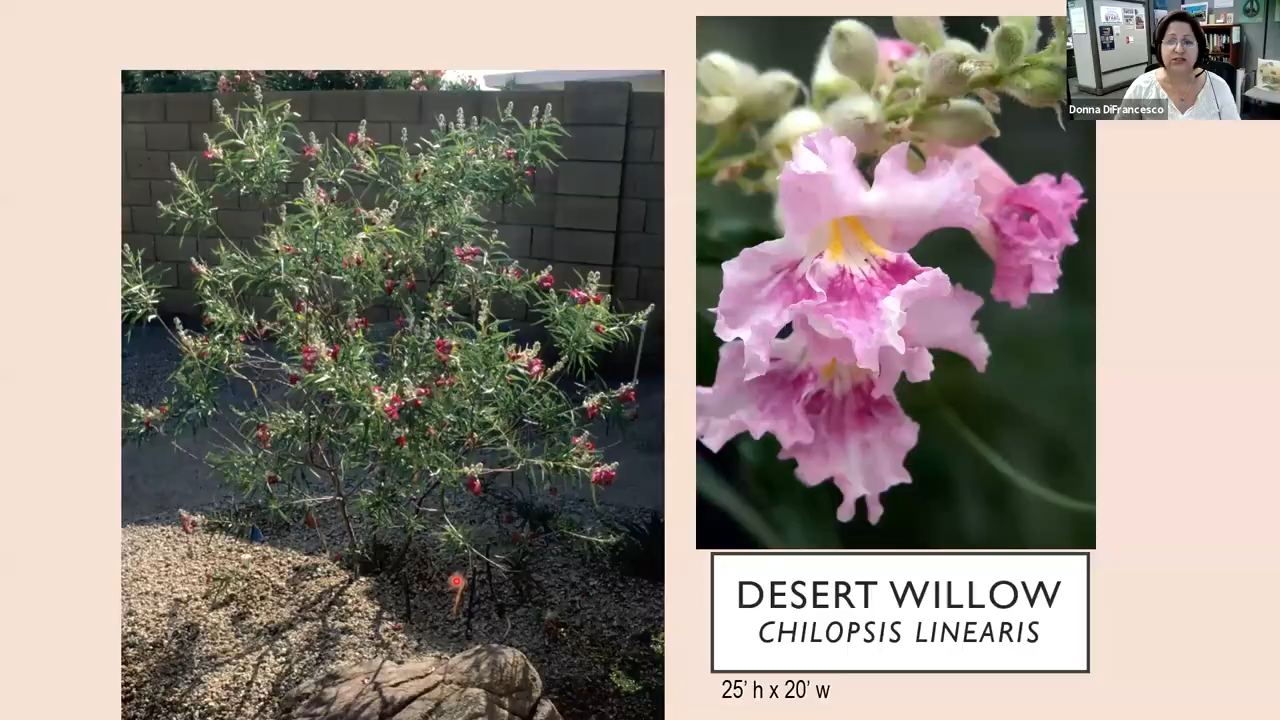 Donna DiFrancesco
DESERT WILLOW
CHILOPSIS LINEARIS
25' h x 20' w